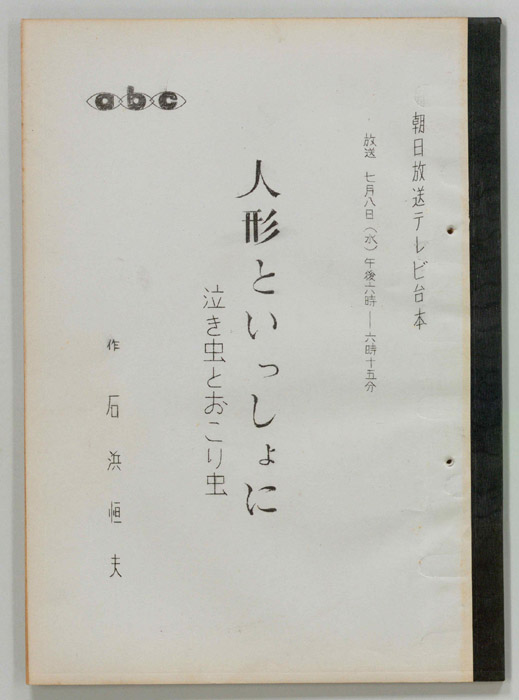 朝日放送テレビ台本
放送 七月八日(水)午後六時―六時十五分
人形といっしょに
泣き虫とおこり虫
作 石浜恒夫
abc